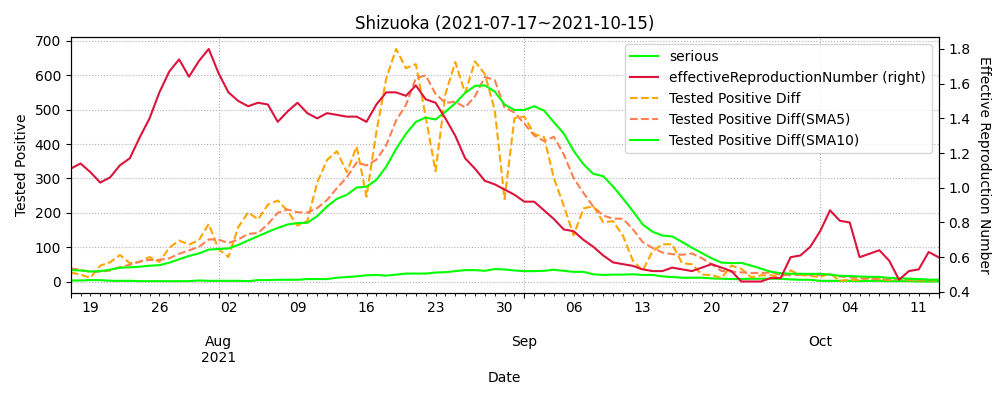 Shizuoka (2021-07-17~2021-10-15)
700
600
500
400
300
200
100
0
Tested Positive
1.8
1.6
1.4
1.2
1.0
0.8
0.6
0.4
Effective Reproduction Number
serious
effectiveReproductionNumber (right)
Tested Positive Diff
Tested Positive Diff(SMA5)
Tested Positive Diff(SMA10)
19 26 02 09 16 23 30 06 13 20 27 04 11
Aug Sep Oct
2021
Date